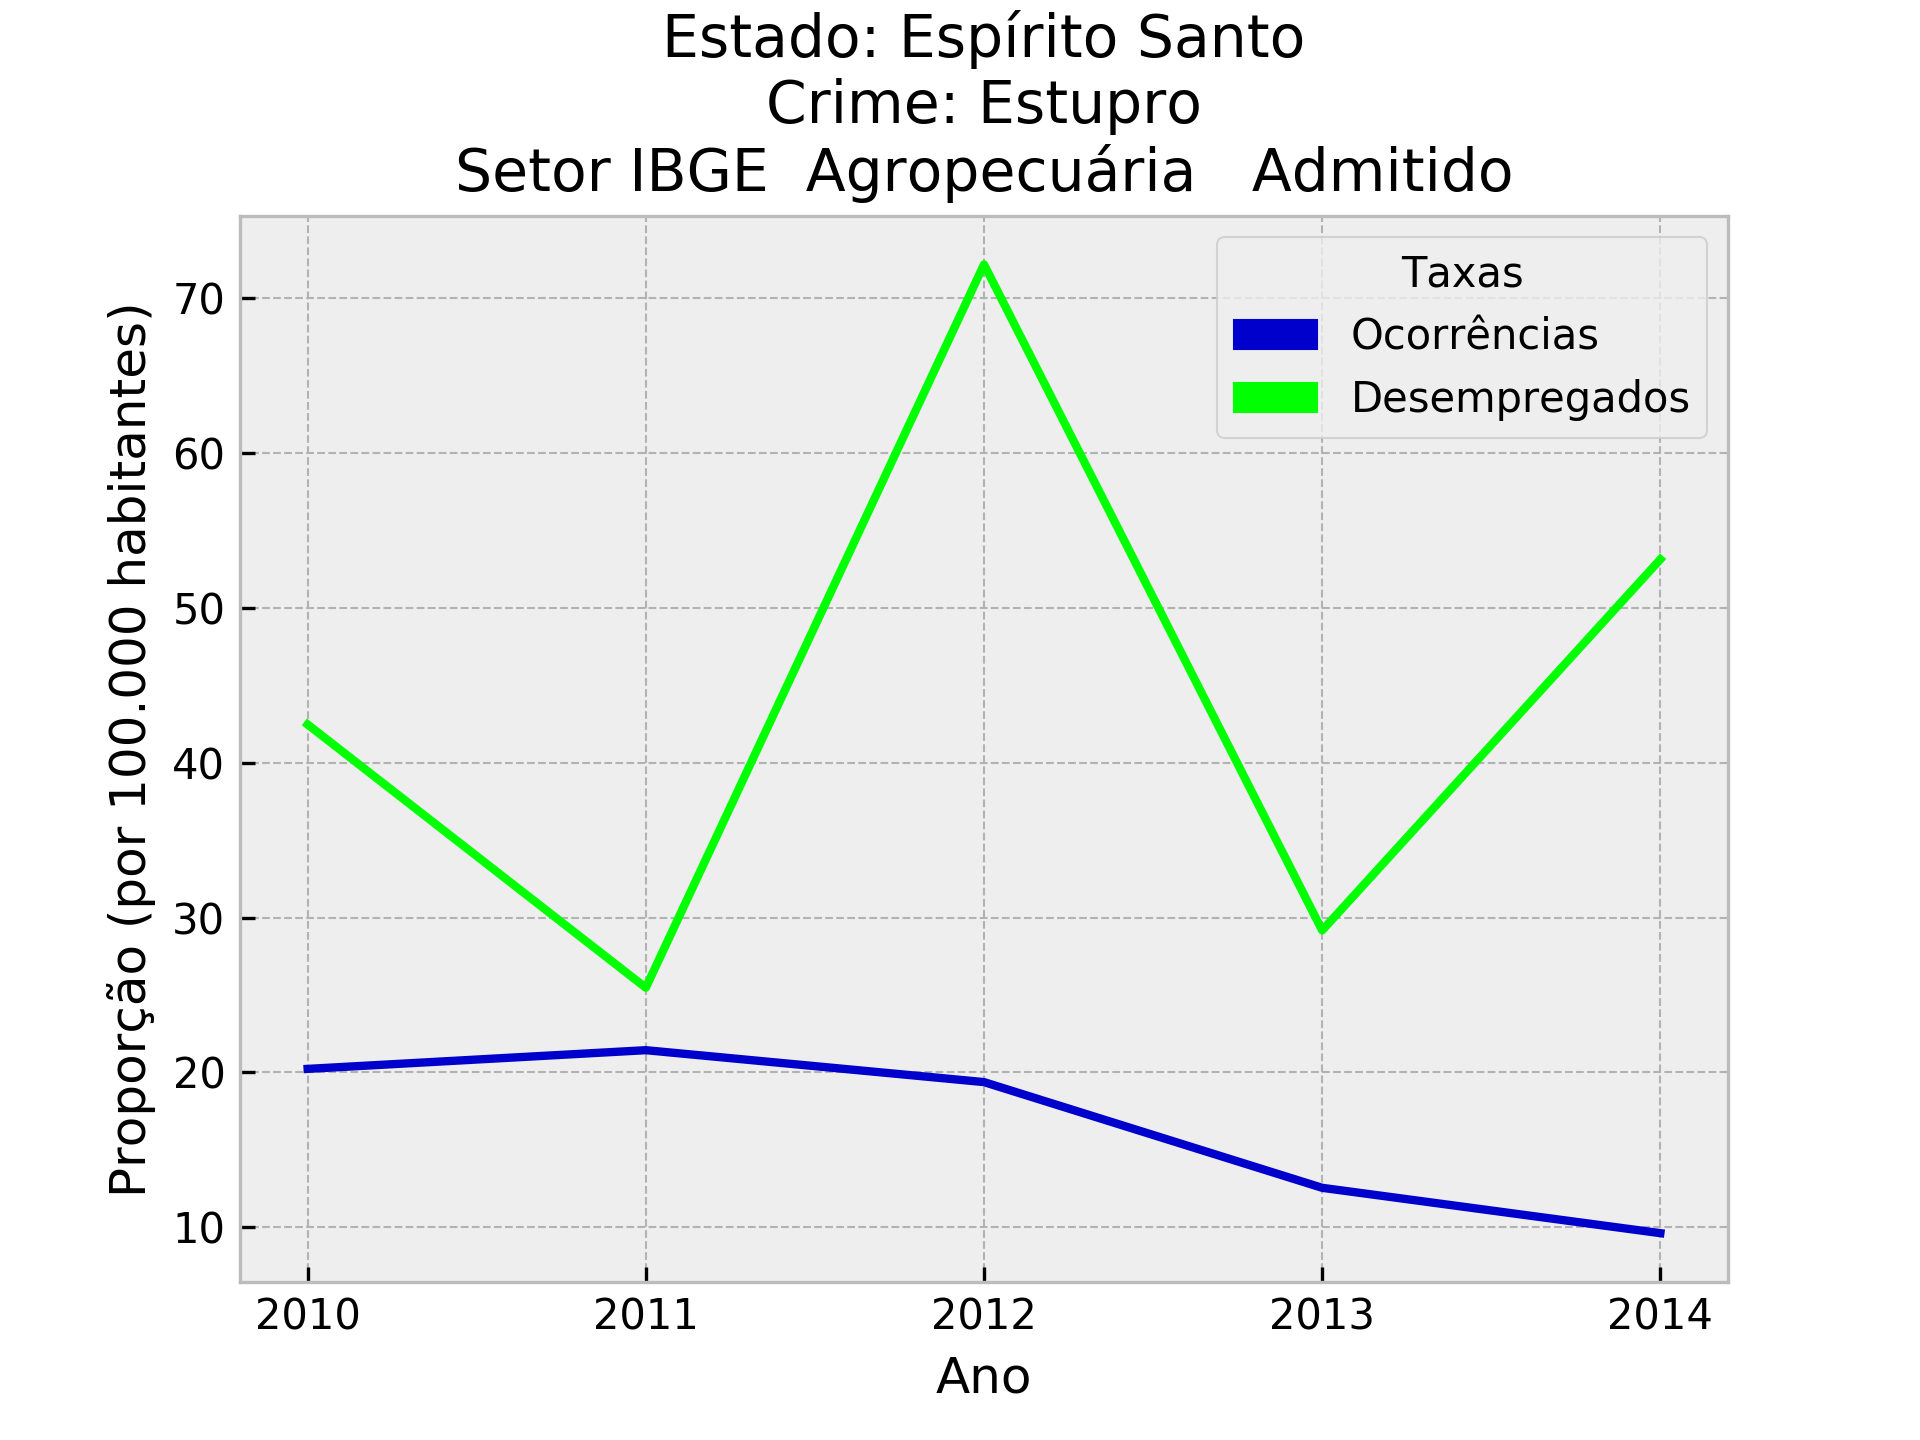 Estado: Espírito Santo
Crime: Estupro
Setor IBGE  Agropecuária   Admitido
Proporção (por 100.000 habitantes)
70
60
50
40
30
20
10
Taxas
Ocorrências
Desempregados
2010 2011 2012 2013 2014
Ano